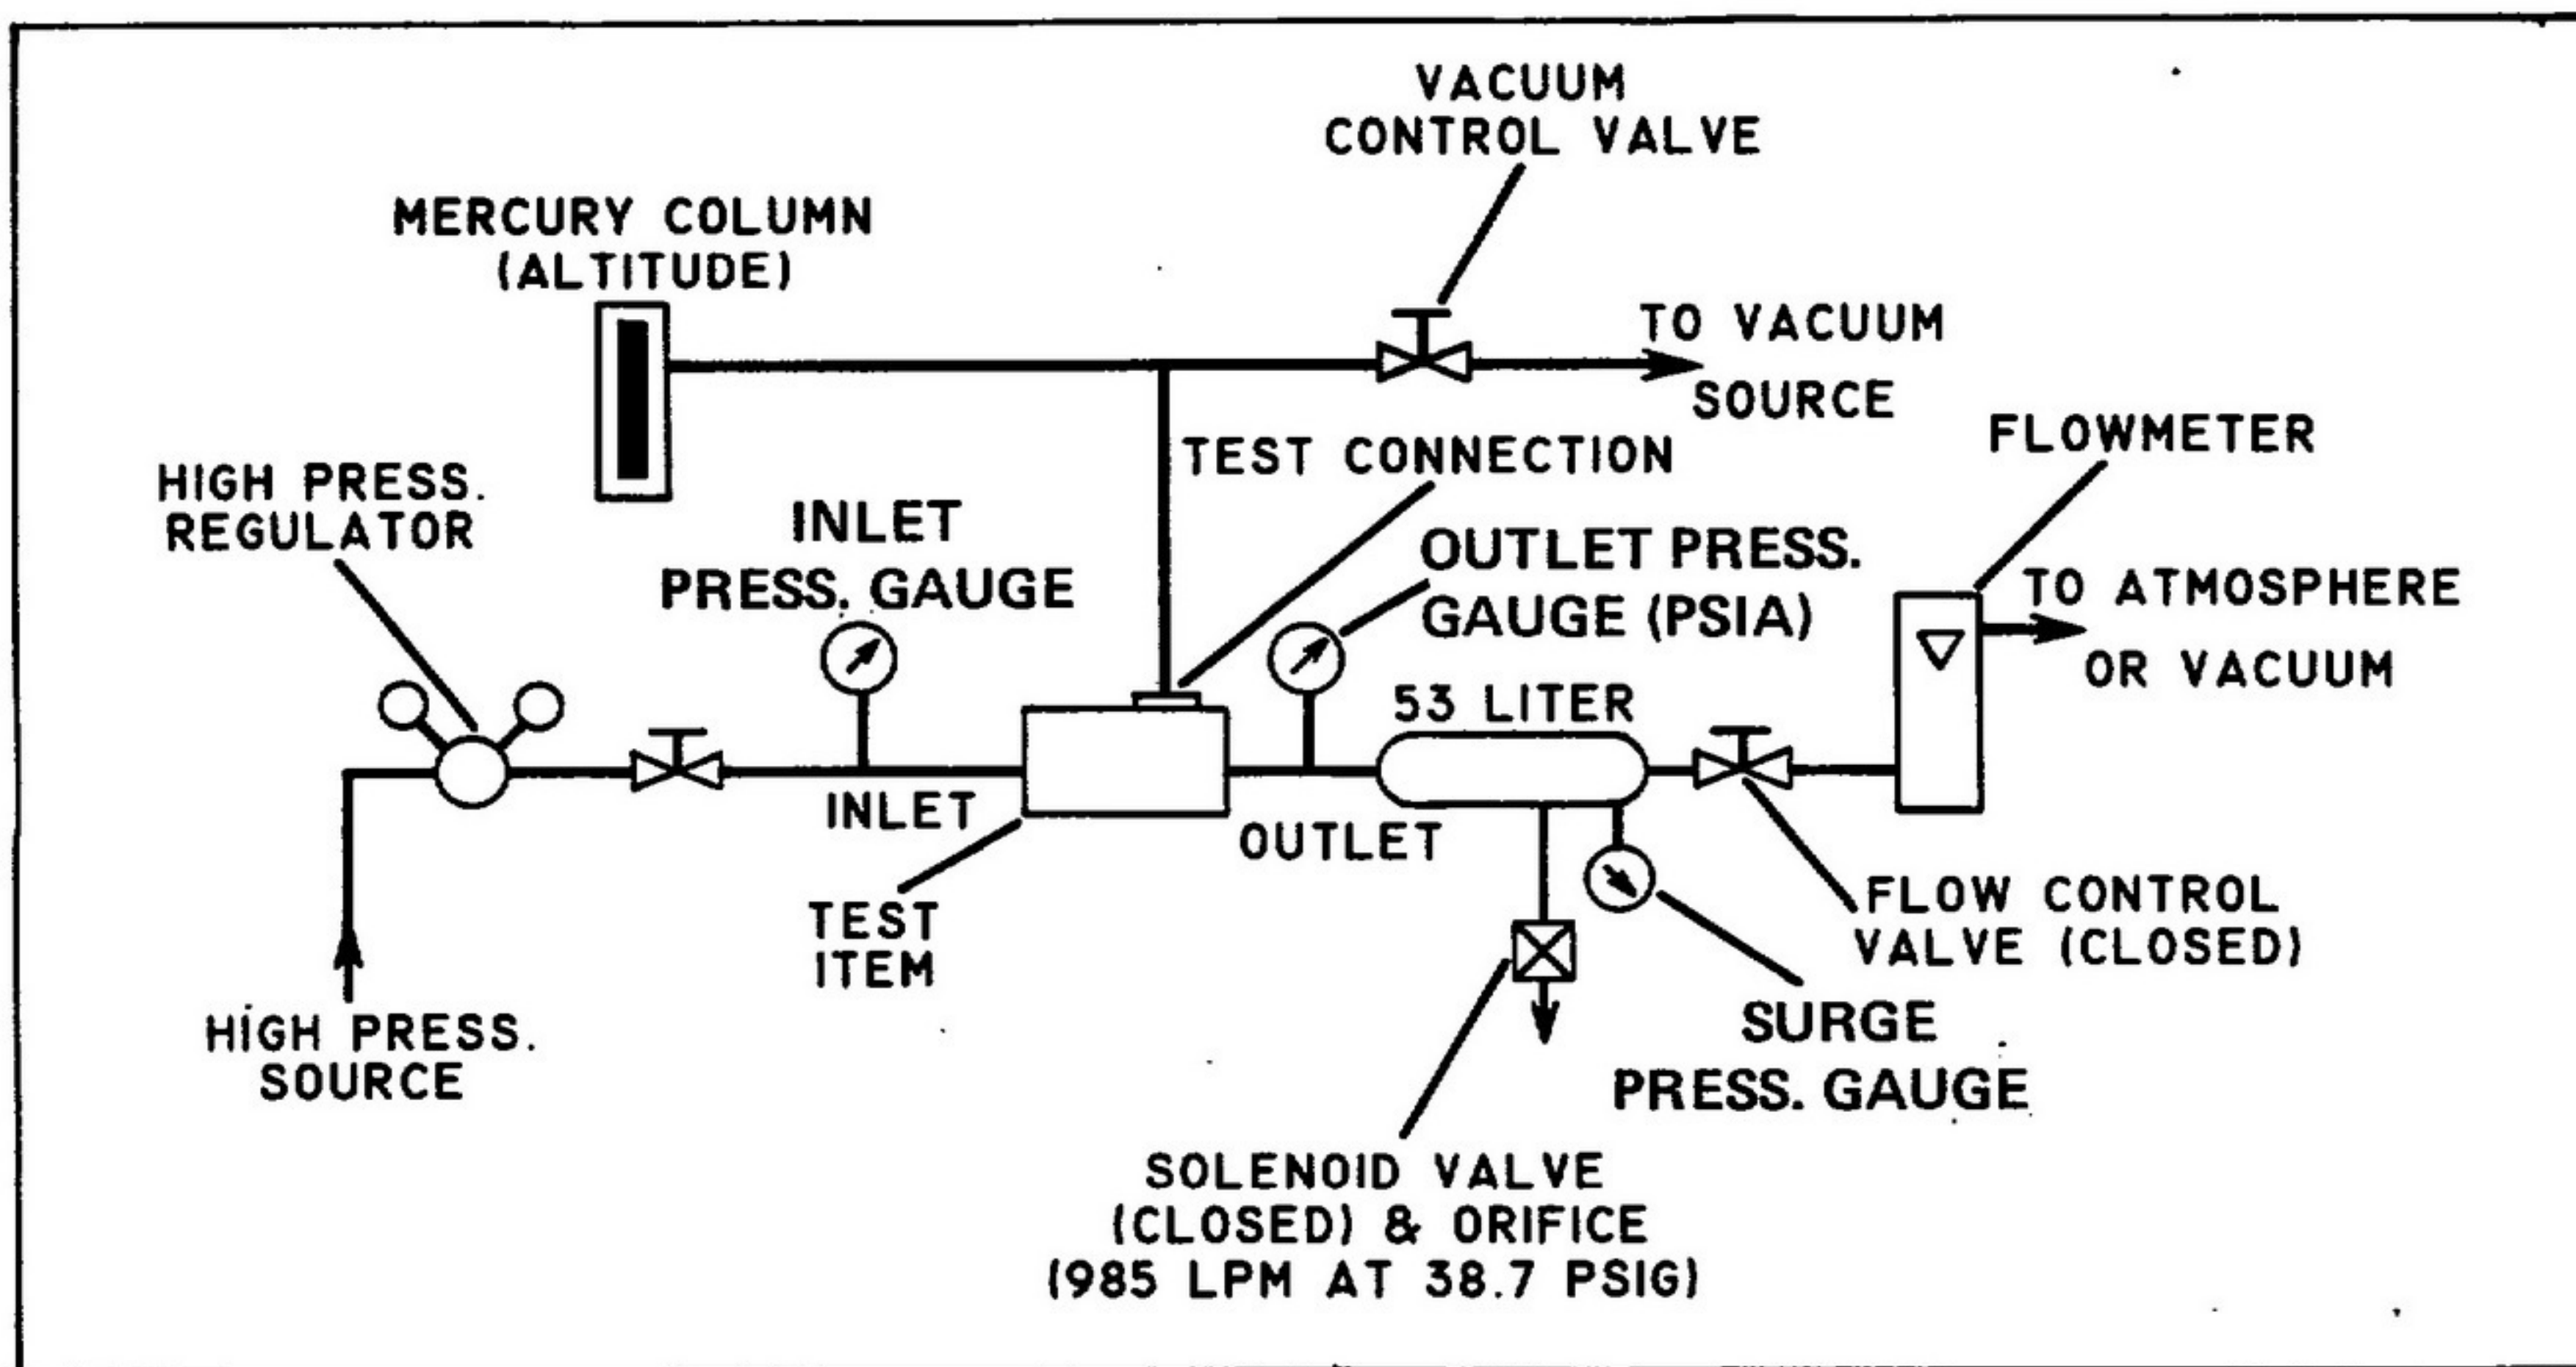 VACUUM
CONTROL VALVE
MERCURY COLUMN
(ALTITUDE)
TO VACUUM
SOURCE
FLOWMETER
TEST CONNECTION
HIGH PRESS.
REGULATOR
INLET
PRESS. GAUGE
OUTLET PRESS.
GAUGE (PSIA)
TO ATMOSPHERE
OR VACUUM
53 LITER
INLET
OUTLET
TEST
ITEM
FLOW CONTROL
VALVE (CLOSED)
HIGH PRESS.
SOURCE
SURGE
PRESS. GAUGE
SOLENOID VALVE
(CLOSED) & ORIFICE
(985 LPM AT 38.7 PSIG)